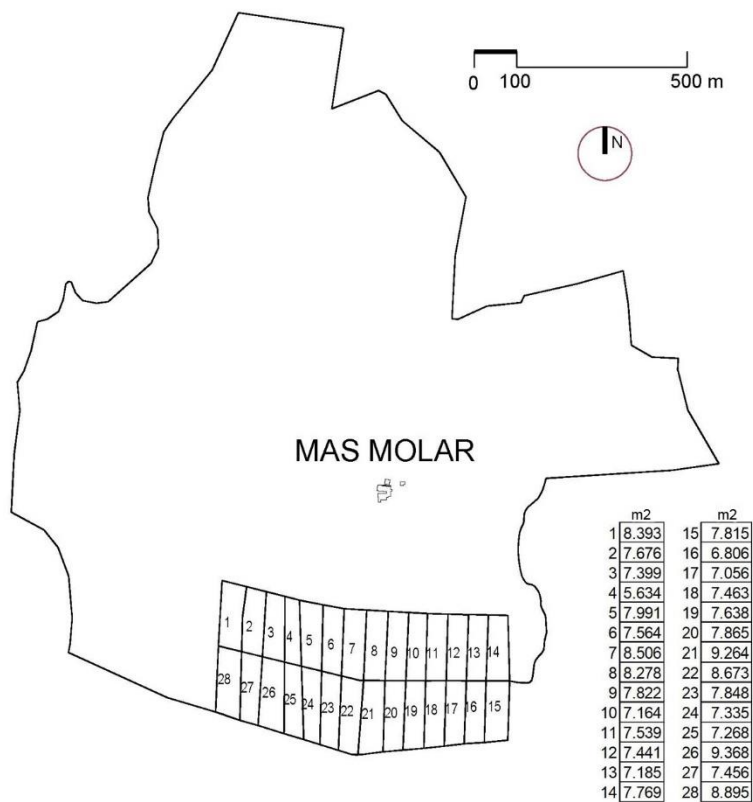 0 100 500 m
N
MAS MOLAR
m2 m2
1 8.393 15 7.815
2 7.676 16 6.806
3 7.399 17 7.056
4 5.634 18 7.463
5 7.991 19 7.638
6 7.564 20 7.865
7 8.506 21 9.264
8 8.278 22 8.673
9 7.822 23 7.848
10 7.164 24 7.335
11 7.539 25 7.268
12 7.441 26 9.368
13 7.185 27 7.456
14 7.769 28 8.895
1 2 3 4 5 6 7 8 9 10 11 12 13 14
28 27 26 25 24 23 22 21 20 19 18 17 16 15